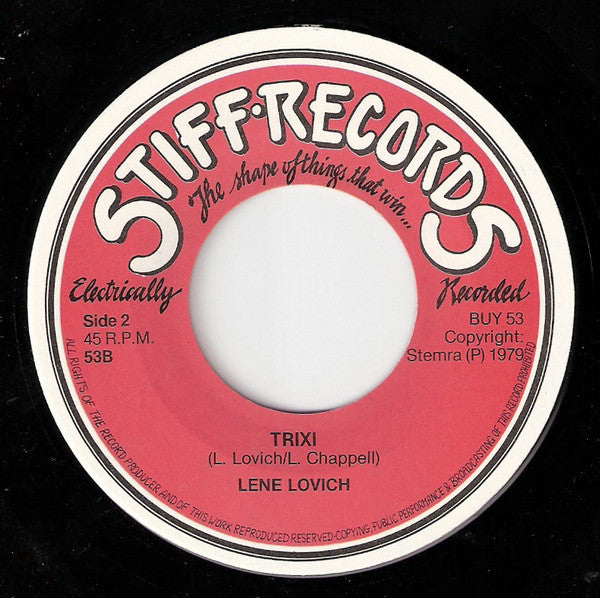 STIFF·RECORDS
The shape of things that win...
Electrically
Recorded
Side 2
45 R.P.M.
53B
BUY 53
Copyright:
Stemra (P) 1979
TRIXI
(L. Lovich/L. Chappell)
LENE LOVICH
ALL RIGHTS OF THE RECORD PRODUCER AND OF THIS WORK REPRODUCED RESERVED-COPYING, PUBLIC PERFORMANCE & BROADCASTING OF THIS RECORD PROHIBITED